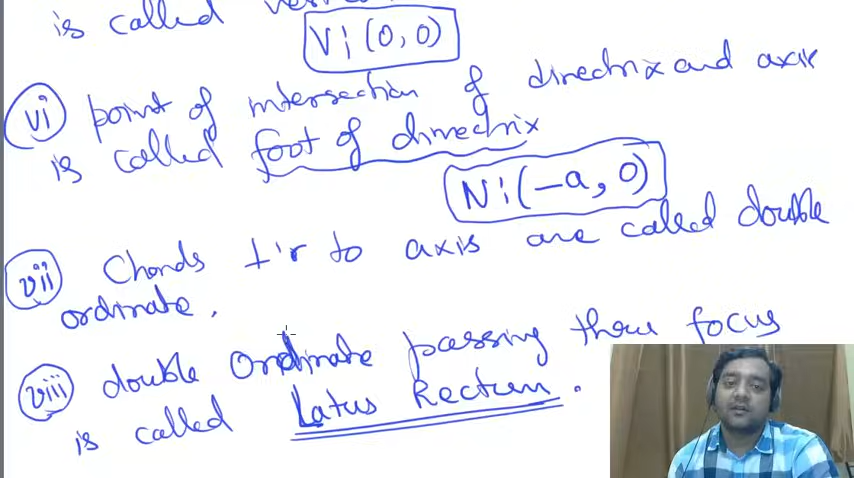 is called
V: (0, 0)
vi point of intersection of directrix and axis
is called foot of directrix
N: (-a, 0)
vii Chords ⊥'r to axis are called double
ordinate.
viii double ordinate passing thru focus
is called Latus Rectum.